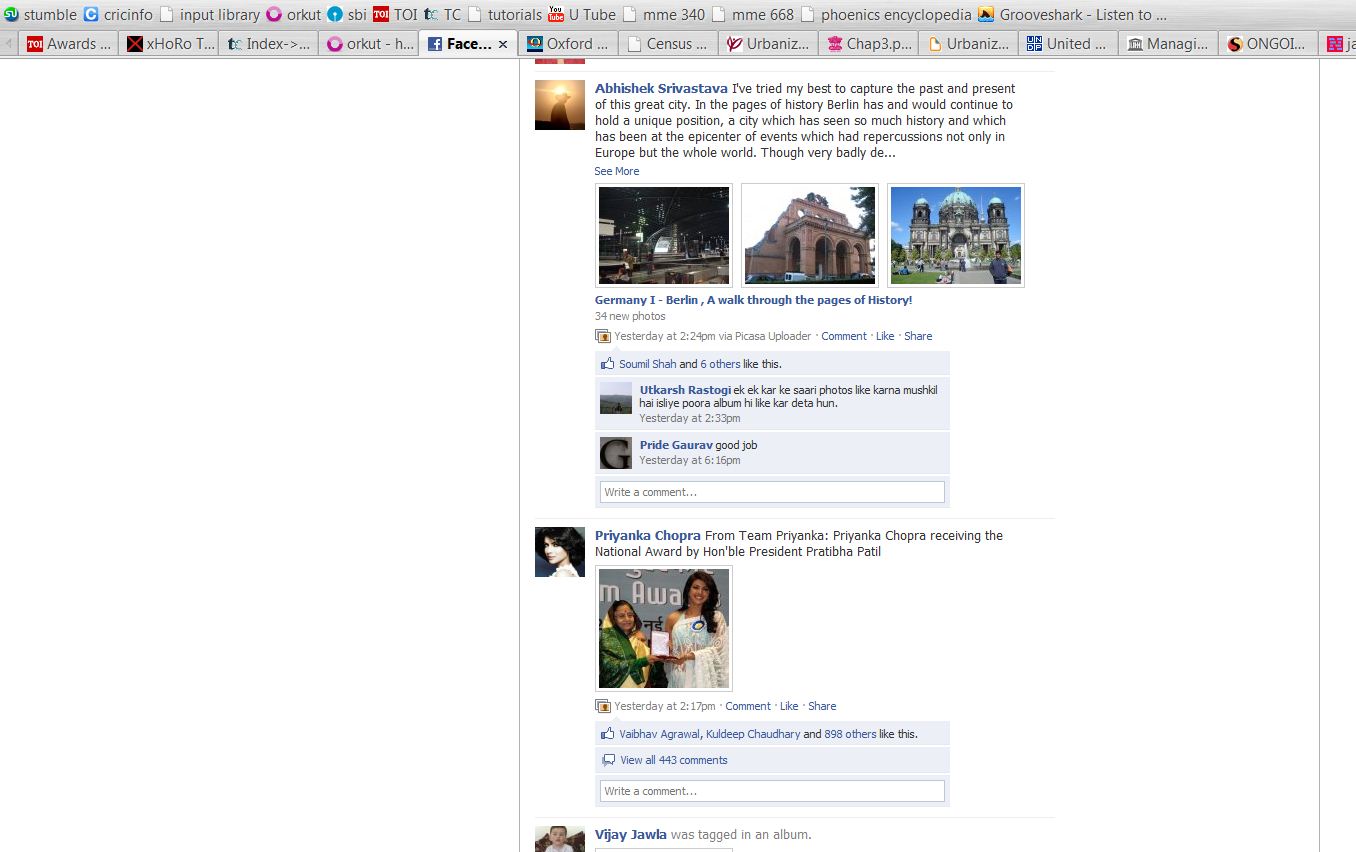 stumble cricinfo input library orkut sbi TOI TC tutorials U Tube mme 340 mme 668 phoenics encyclopedia Grooveshark - Listen to ...
Awards ... xHoRo T... Index->... orkut - h... Face... Oxford ... Census ... Urbaniz... Chap3.p... Urbaniz... United ... Managi... ONGOI... ja
Abhishek Srivastava I've tried my best to capture the past and present
of this great city. In the pages of history Berlin has and would continue to
hold a unique position, a city which has seen so much history and which
has been at the epicenter of events which had repercussions not only in
Europe but the whole world. Though very badly de...
See More
Germany I - Berlin , A walk through the pages of History!
34 new photos
Yesterday at 2:24pm via Picasa Uploader · Comment · Like · Share
Soumil Shah and 6 others like this.
Utkarsh Rastogi ek ek kar ke saari photos like karna mushkil
hai isliye poora album hi like kar deta hun.
Yesterday at 2:33pm
G
Pride Gaurav good job
Yesterday at 6:16pm
Write a comment...
Priyanka Chopra From Team Priyanka: Priyanka Chopra receiving the
National Award by Hon'ble President Pratibha Patil
m Awa
नई
Yesterday at 2:17pm · Comment · Like · Share
Vaibhav Agrawal, Kuldeep Chaudhary and 898 others like this.
View all 443 comments
Write a comment...
Vijay Jawla was tagged in an album.